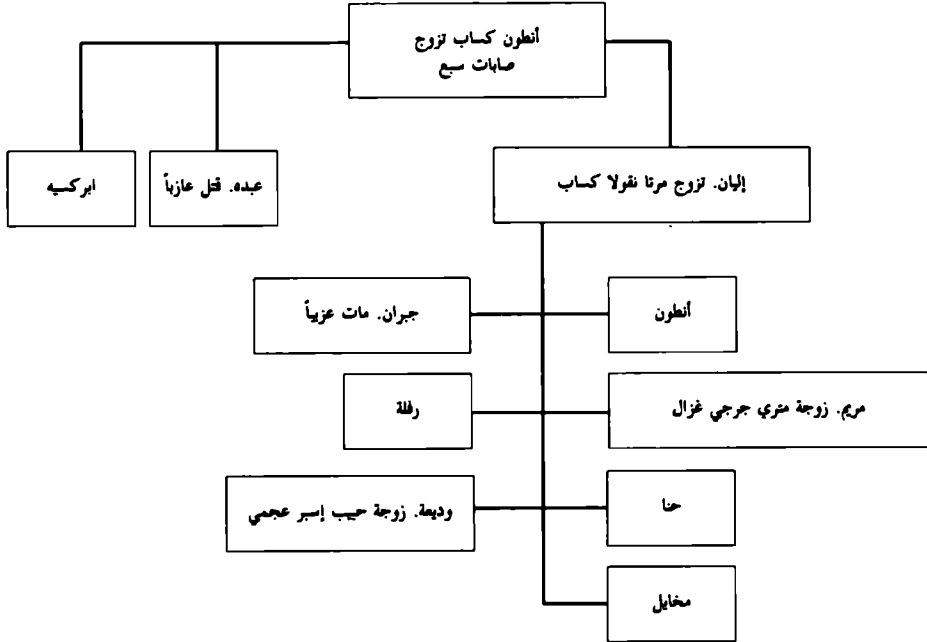 أنطون كساب تزوج
صابات سبع
إليان. تزوج مرتا نقولا كساب
عبده. قتل عازباً
ابركسيه
أنطون
جبران. مات عزيباً
مريم. زوجة متري جرجي غزال
رفلة
حنا
وديعة. زوجة حبيب إسبر عجمي
مخايل